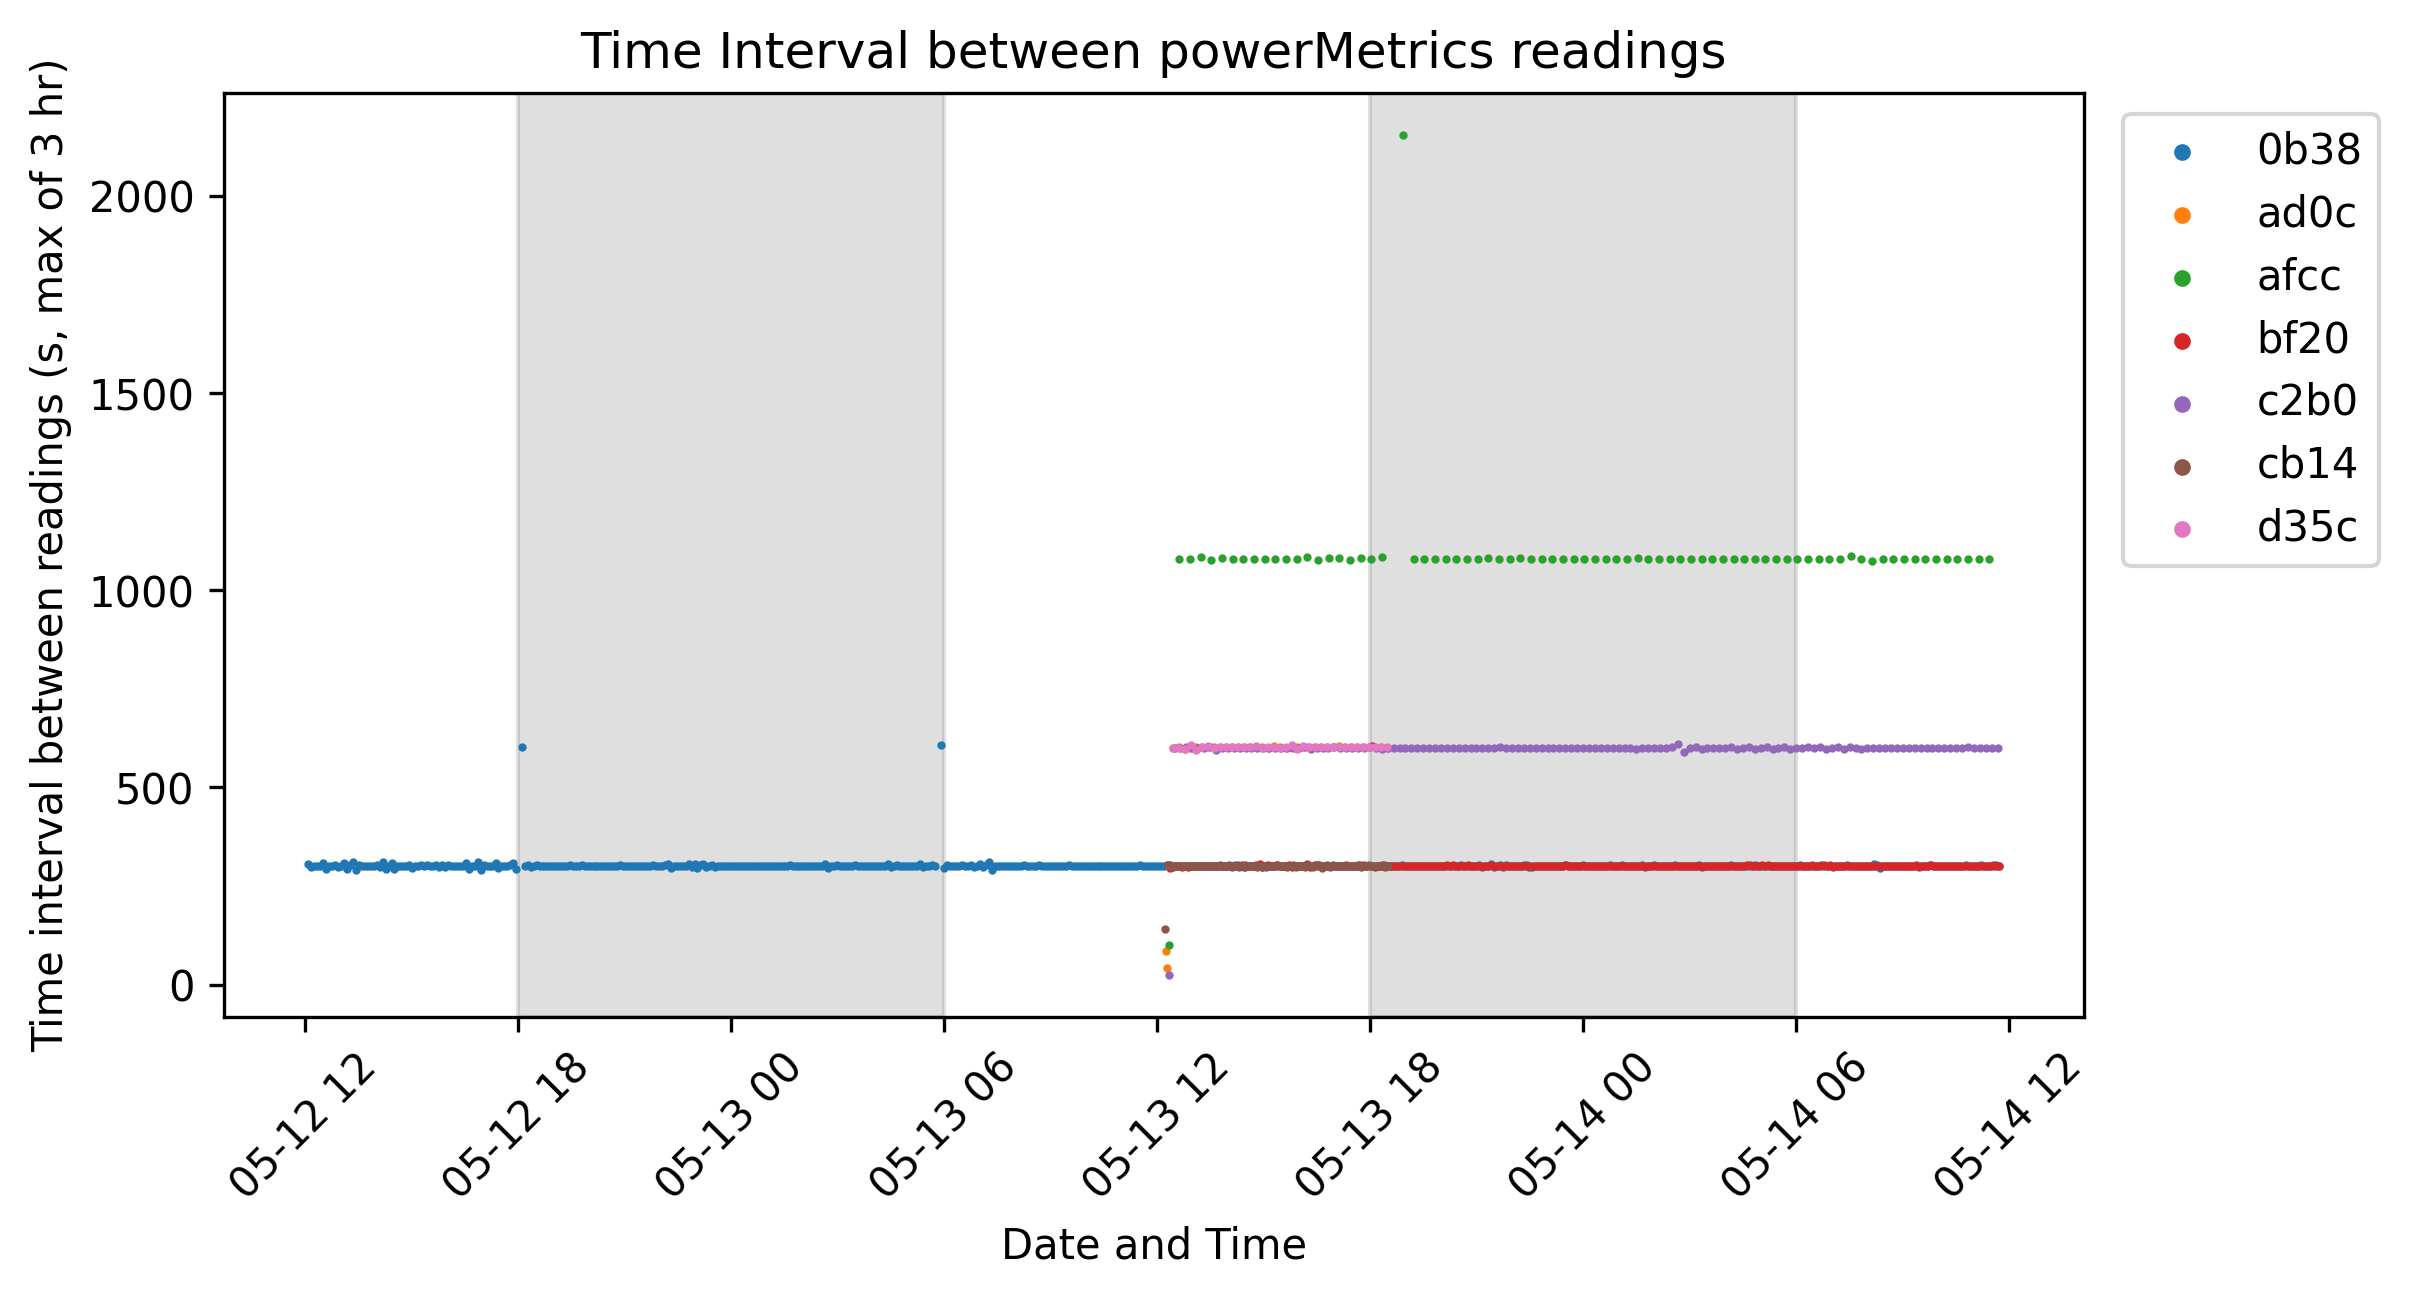 Time Interval between powerMetrics readings
Time interval between readings (s, max of 3 hr)
2000
1500
1000
500
0
05-12 12
05-12 18
05-13 00
05-13 06
05-13 12
05-13 18
05-14 00
05-14 06
05-14 12
Date and Time
0b38
ad0c
afcc
bf20
c2b0
cb14
d35c